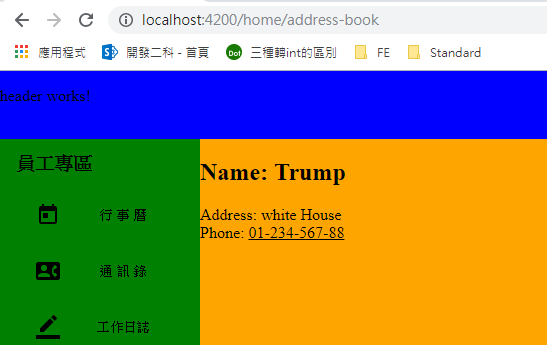 localhost:4200/home/address-book
應用程式 開發二科 - 首頁 Dot 三種轉int的區別 FE Standard
header works!
員工專區
行事曆
通訊錄
工作日誌
Name: Trump
Address: white House
Phone: 01-234-567-88